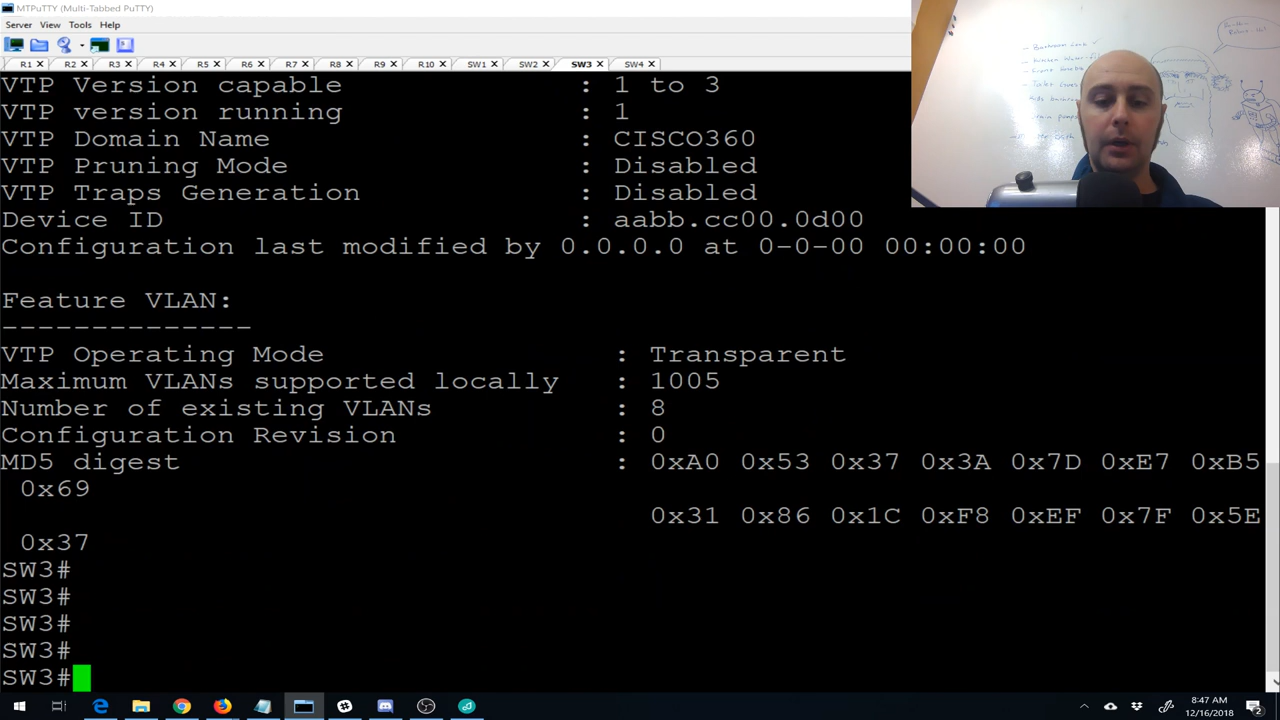 MTPuTTY (Multi-Tabbed PuTTY)
Server View Tools Help
R1 R2 R3 R4 R5 R6 R7 R8 R9 R10 SW1 SW2 SW3 SW4
VTP Version capable : 1 to 3
VTP version running : 1
VTP Domain Name : CISCO360
VTP Pruning Mode : Disabled
VTP Traps Generation : Disabled
Device ID : aabb.cc00.0d00
Configuration last modified by 0.0.0.0 at 0-0-00 00:00:00
Feature VLAN:
--------------
VTP Operating Mode : Transparent
Maximum VLANs supported locally : 1005
Number of existing VLANs : 8
Configuration Revision : 0
MD5 digest : 0xA0 0x53 0x37 0x3A 0x7D 0xE7 0xB5
0x69
0x31 0x86 0x1C 0xF8 0xEF 0x7F 0x5E
0x37
SW3#
SW3#
SW3#
SW3#
SW3#
8:47 AM
12/16/2018
2